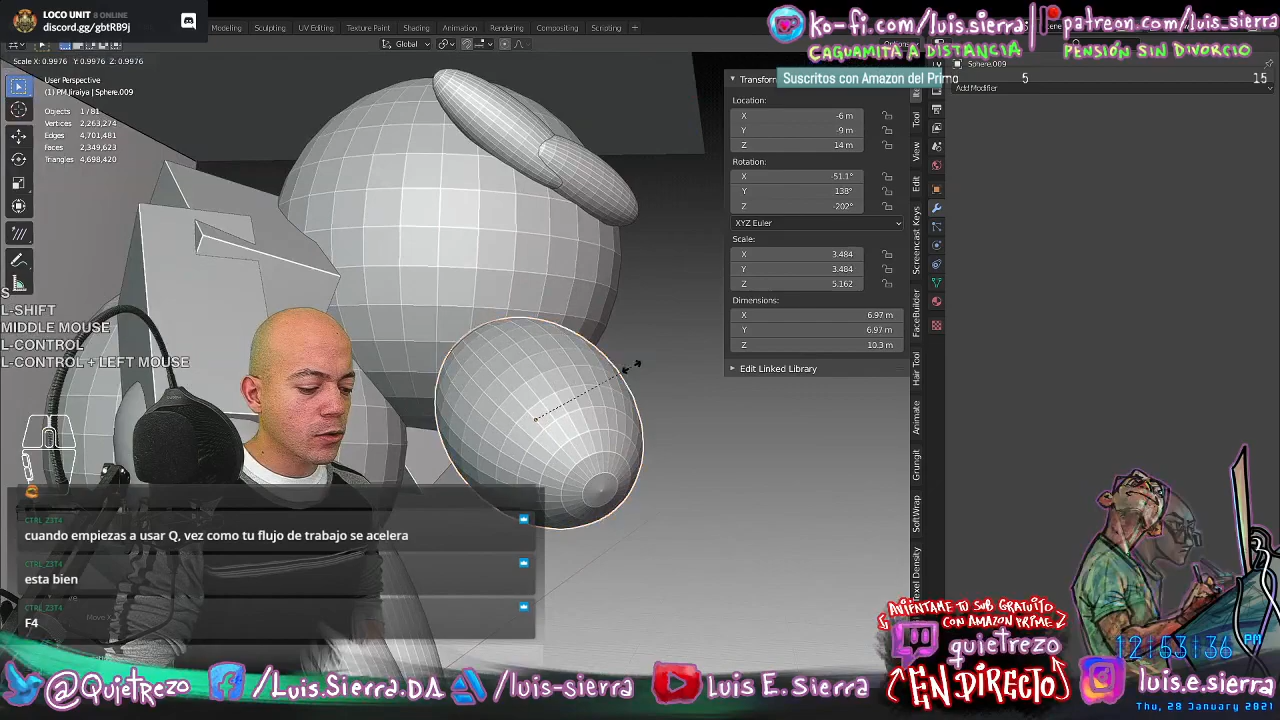 LOCO UNIT 8 ONLINE
discord.gg/gbtRB9j
Modeling Sculpting UV Editing Texture Paint Shading Animation Rendering Compositing Scripting
Ko-fi.com/luis.sierra
CAGUAMITA A DISTANCIA
patreon.com/luis_sierra
PENSIÓN SIN DIVORCIO
Global
Scale X: 0.9976 Y: 0.9976 Z: 0.9976
User Perspective
(1) PM.Jiraiya | Sphere.009
Objects 1/81
Vertices 2,263,274
Edges 4,701,481
Faces 2,349,623
Triangles 4,698,420
Suscritos con Amazon del Primo
5
15
Sphere.009
Add Modifier
Location:
X -6 m
Y -9 m
Z 14 m
Rotation:
X -51.1°
Y 138°
Z -202°
XYZ Euler
Scale:
X 3.484
Y 3.484
Z 5.162
Dimensions:
X 6.97 m
Y 6.97 m
Z 10.3 m
Edit Linked Library
Tool
View
Edit
Screencast Keys
FaceBuilder
Hair Tool
Animate
Grungit
SoftWrap
Texel Density
S
L-SHIFT
MIDDLE MOUSE
L-CONTROL
L-CONTROL + LEFT MOUSE
CTRL_Z3T4
cuando empiezas a usar Q, vez como tu flujo de trabajo se acelera
CTRL_Z3T4
esta bien
CTRL_Z3T4
F4
AVIÉNTAME TU SUB GRATUITO
CON AMAZON PRIME
quietrezo
EN DIRECTO
12:53:36 PM
luis.e.sierra
Thu, 28 January 2021
@Quietrezo
/Luis.Sierra.DA
/luis-sierra
Luis E. Sierra